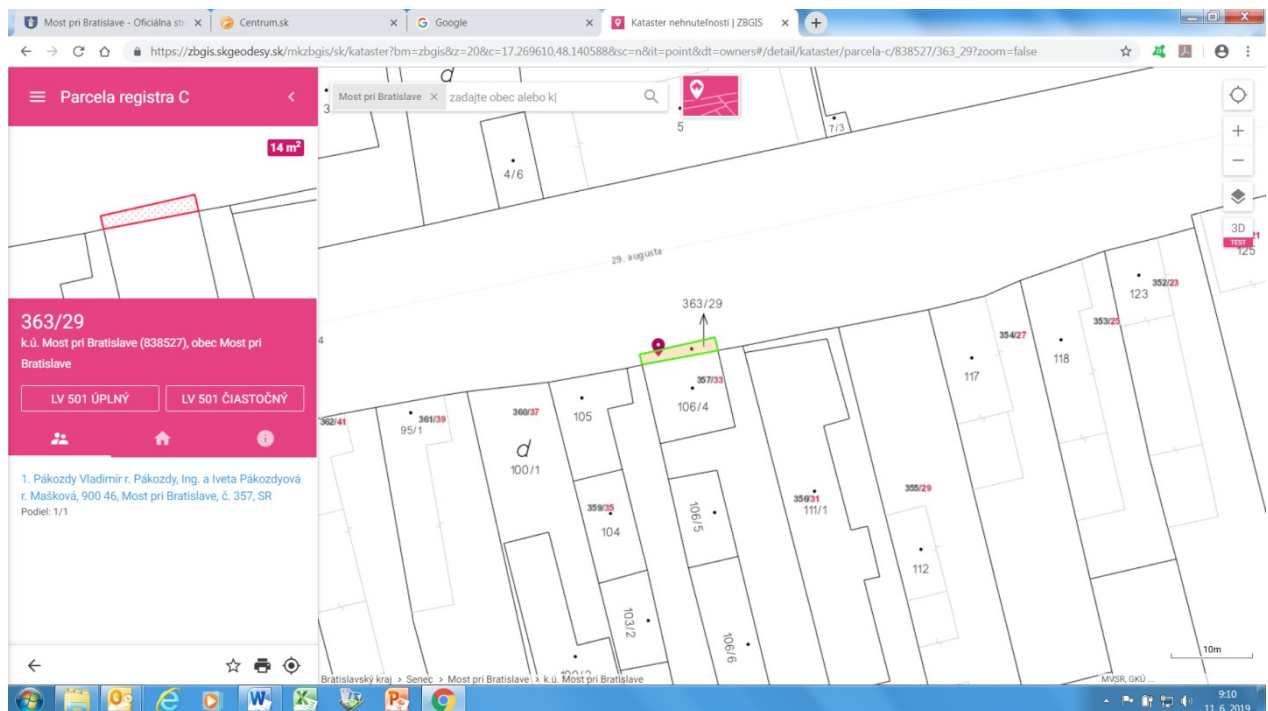 Most pri Bratislave - Oficiálna str
Centrum.sk
Google
Kataster nehnuteľností | ZBGIS
https://zbgis.skgeodesy.sk/mkzbgis/sk/kataster?bm=zbgis&z=20&c=17.269610,48.140588&sc=n&it=point&dt=owners#/detail/kataster/parcela-c/838527/363_29?zoom=false
Parcela registra C
14 m²
363/29
k.ú. Most pri Bratislave (838527), obec Most pri
Bratislave
LV 501 ÚPLNÝ
LV 501 ČIASTOČNÝ
1. Pákozdy Vladimír r. Pákozdy, Ing. a Iveta Pákozdyová
r. Mašková, 900 46, Most pri Bratislave, č. 357, SR
Podiel: 1/1
Most pri Bratislave
zadajte obec alebo k
d
3
5
7/3
4/6
3D
TEST
125
29. augusta
363/29
352/23
123
353/25
354/27
118
117
4
357/33
106/4
362/41
361/39
95/1
360/37
105
d
100/1
359/35
104
106/5
356/31
111/1
355/29
112
103/2
106/6
10m
Bratislavský kraj > Senec > Most pri Bratislave > k.ú. Most pri Bratislave
MVSR, GKÚ ...
9:10
11. 6. 2019